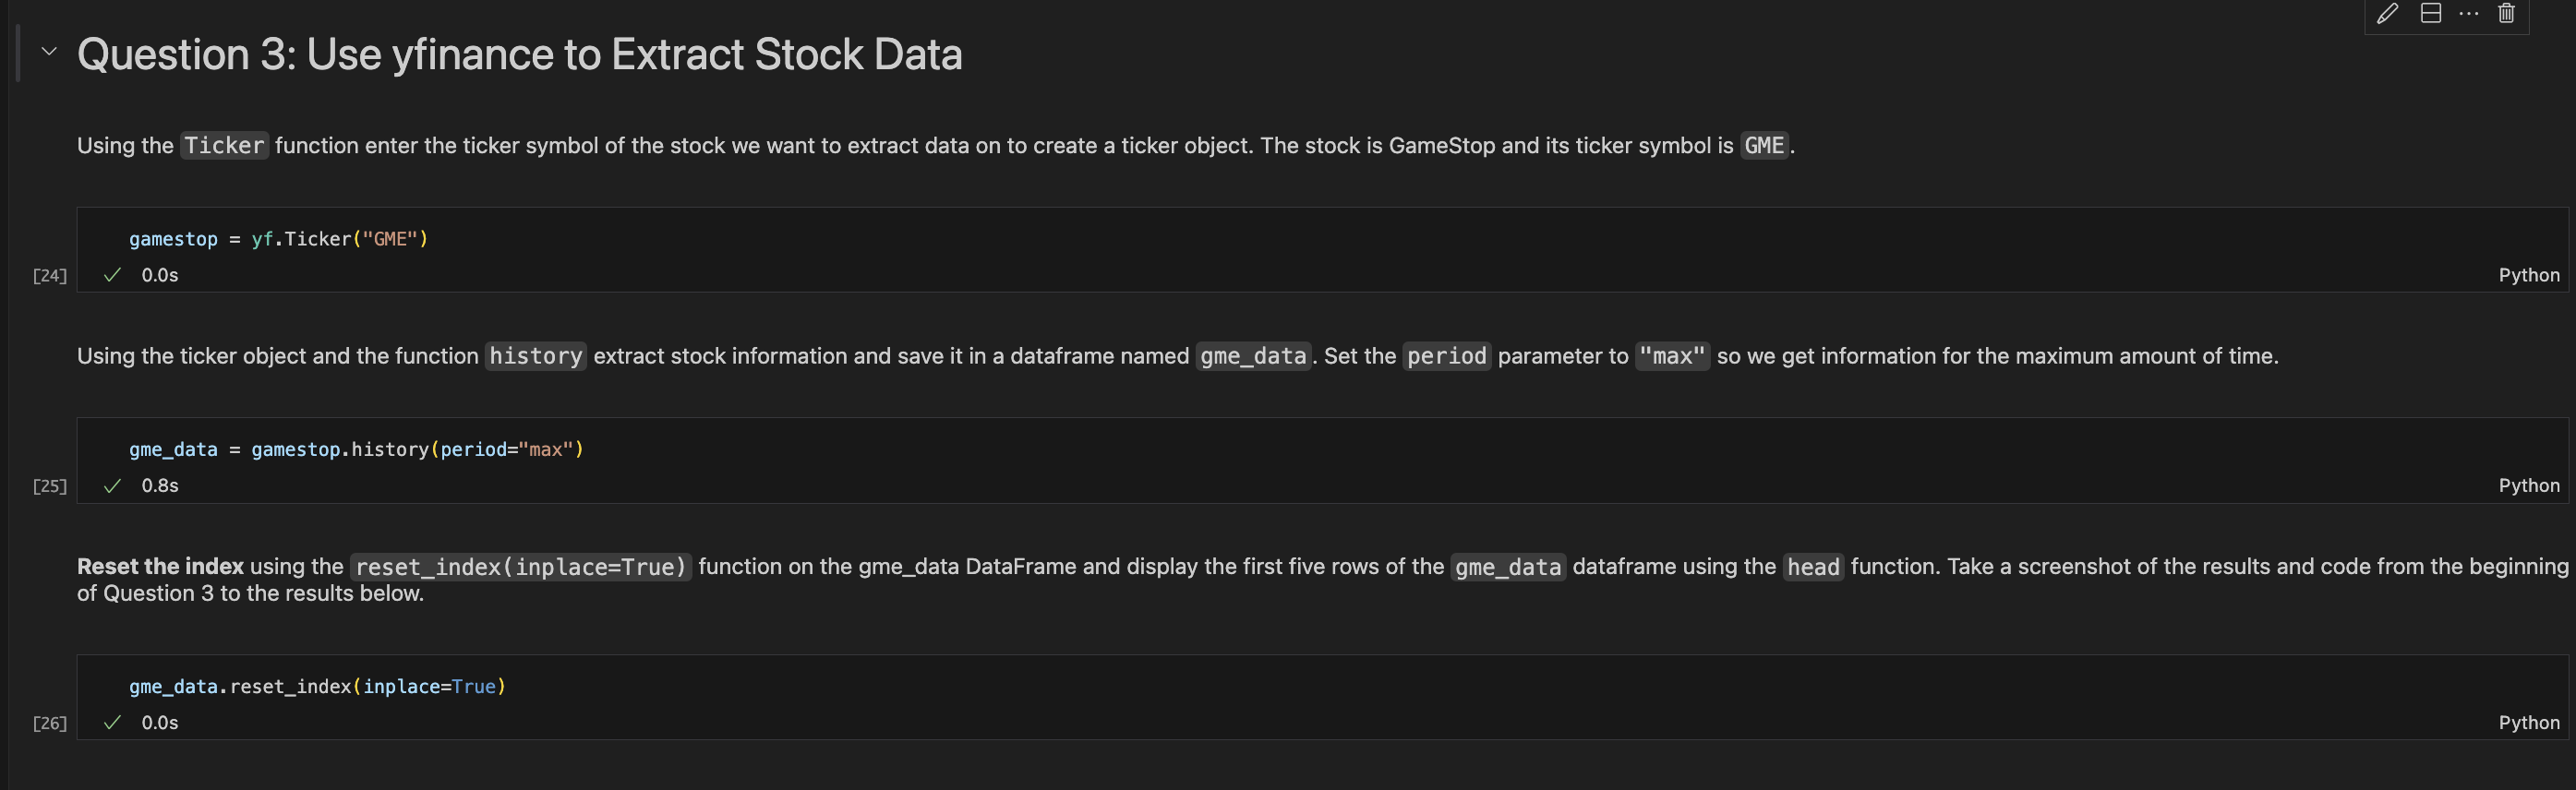 Question 3: Use yfinance to Extract Stock Data
Using the Ticker function enter the ticker symbol of the stock we want to extract data on to create a ticker object. The stock is GameStop and its ticker symbol is GME.
gamestop = yf.Ticker("GME")
[24] 0.0s Python
Using the ticker object and the function history extract stock information and save it in a dataframe named gme_data. Set the period parameter to "max" so we get information for the maximum amount of time.
gme_data = gamestop.history(period="max")
[25] 0.8s Python
Reset the index using the reset_index(inplace=True) function on the gme_data DataFrame and display the first five rows of the gme_data dataframe using the head function. Take a screenshot of the results and code from the beginning
of Question 3 to the results below.
gme_data.reset_index(inplace=True)
[26] 0.0s Python